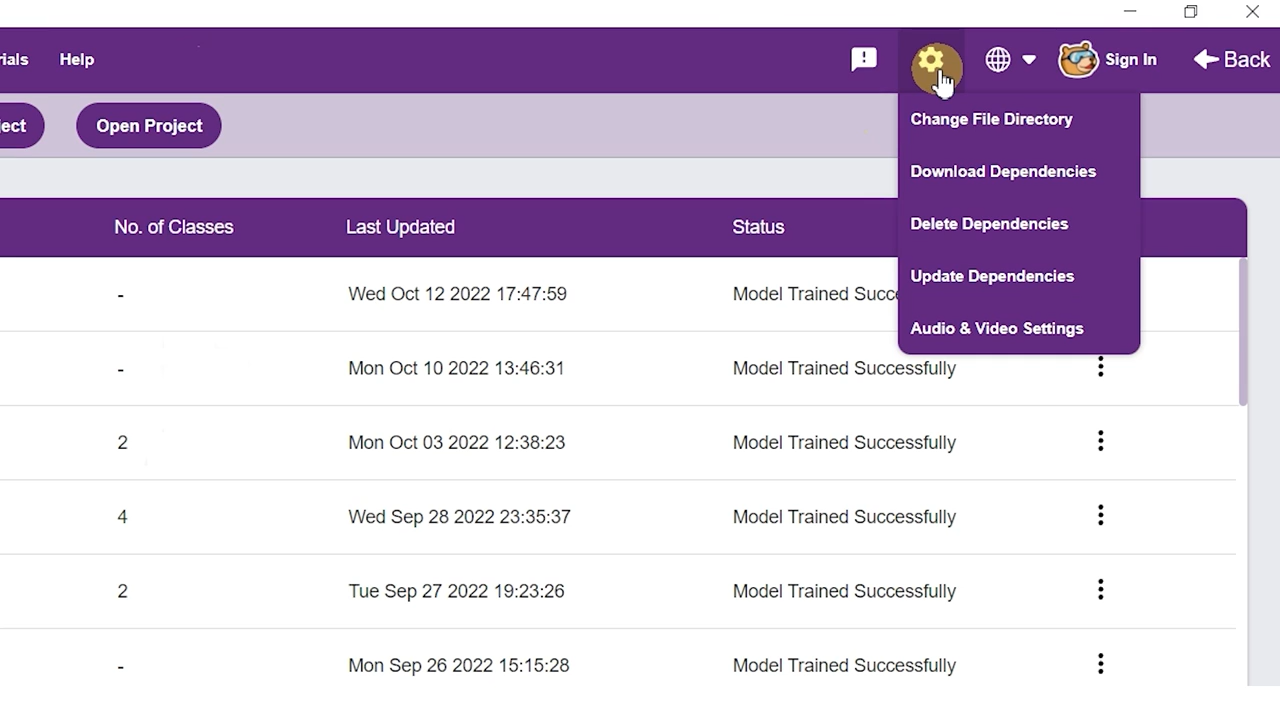 Help
Sign In
Back
Open Project
Change File Directory
Download Dependencies
Delete Dependencies
Update Dependencies
Audio & Video Settings
No. of Classes Last Updated Status
- Wed Oct 12 2022 17:47:59 Model Trained
- Mon Oct 10 2022 13:46:31 Model Trained Successfully
2 Mon Oct 03 2022 12:38:23 Model Trained Successfully
4 Wed Sep 28 2022 23:35:37 Model Trained Successfully
2 Tue Sep 27 2022 19:23:26 Model Trained Successfully
- Mon Sep 26 2022 15:15:28 Model Trained Successfully